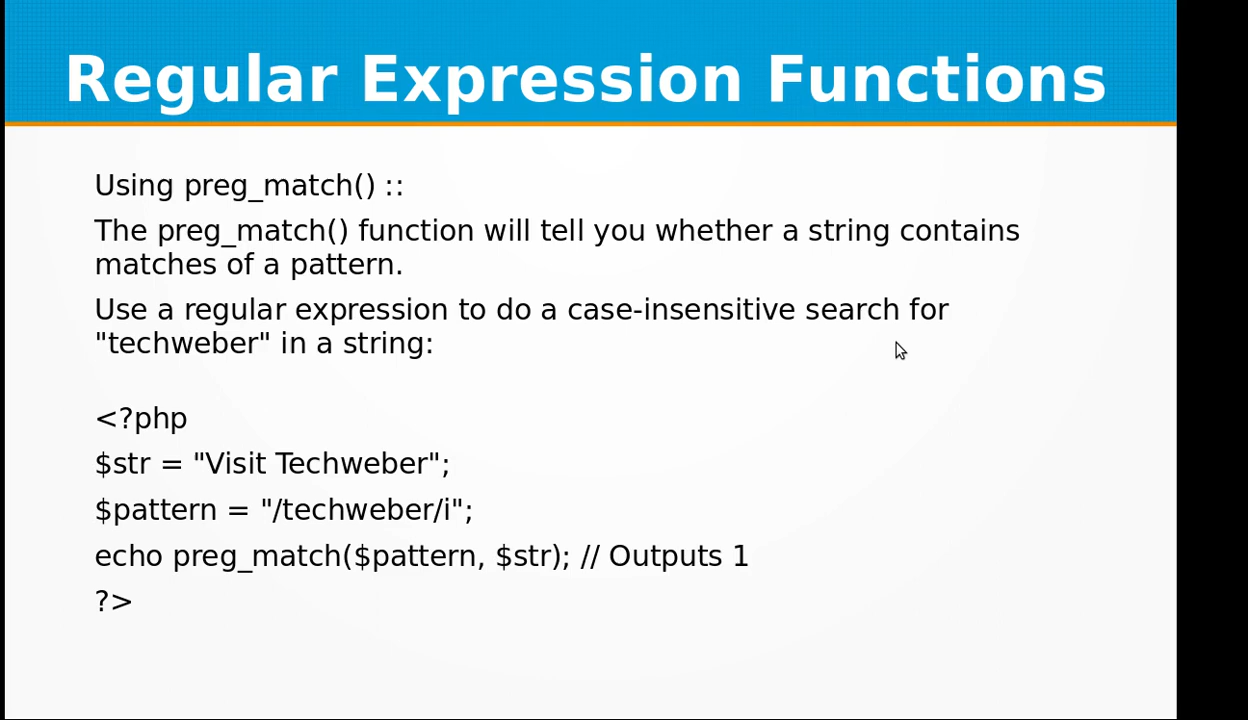 Regular Expression Functions
Using preg_match() ::
The preg_match() function will tell you whether a string contains
matches of a pattern.
Use a regular expression to do a case-insensitive search for
"techweber" in a string:
<?php
$str = "Visit Techweber";
$pattern = "/techweber/i";
echo preg_match($pattern, $str); // Outputs 1
?>